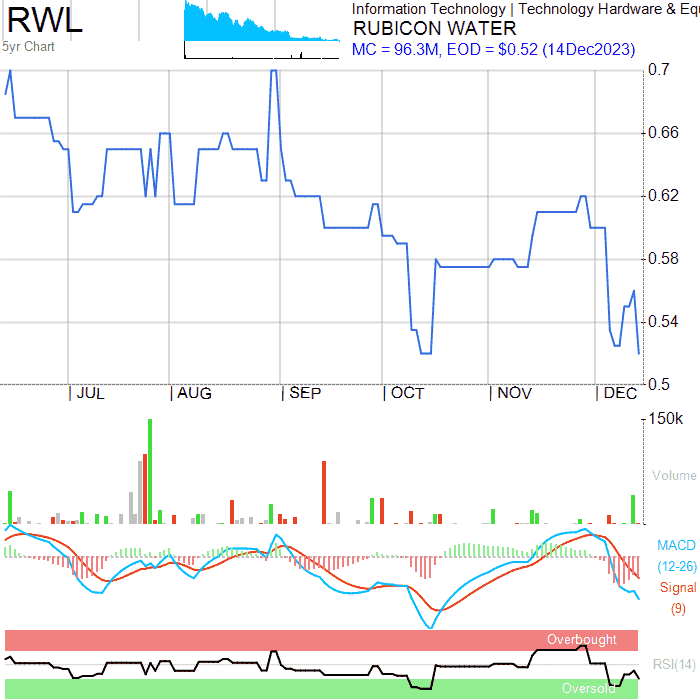 RWL
5yr Chart
Information Technology | Technology Hardware & Equ
RUBICON WATER
MC = 96.3M, EOD = $0.52 (14Dec2023)
0.7
0.66
0.62
0.58
0.54
0.5
JUL AUG SEP OCT NOV DEC
150k
Volume
MACD
(12-26)
Signal
(9)
Overbought
RSI(14)
Oversold